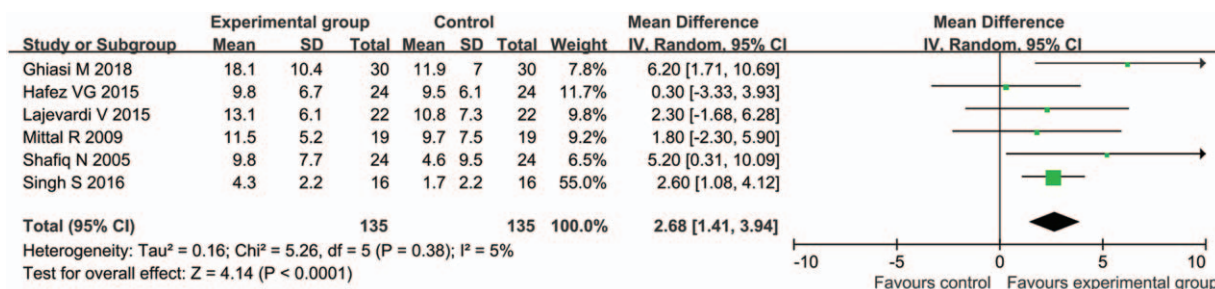 Experimental group Control Mean Difference Mean Difference
Study or Subgroup Mean SD Total Mean SD Total Weight IV, Random, 95% CI IV, Random, 95% CI
Ghiasi M 2018 18.1 10.4 30 11.9 7 30 7.8% 6.20 [1.71, 10.69]
Hafez VG 2015 9.8 6.7 24 9.5 6.1 24 11.7% 0.30 [-3.33, 3.93]
Lajevardi V 2015 13.1 6.1 22 10.8 7.3 22 9.8% 2.30 [-1.68, 6.28]
Mittal R 2009 11.5 5.2 19 9.7 7.5 19 9.2% 1.80 [-2.30, 5.90]
Shafiq N 2005 9.8 7.7 24 4.6 9.5 24 6.5% 5.20 [0.31, 10.09]
Singh S 2016 4.3 2.2 16 1.7 2.2 16 55.0% 2.60 [1.08, 4.12]
Total (95% CI) 135 135 100.0% 2.68 [1.41, 3.94]
Heterogeneity: Tau² = 0.16; Chi² = 5.26, df = 5 (P = 0.38); I² = 5%
Test for overall effect: Z = 4.14 (P < 0.0001)
-10 -5 0 5 10
Favours control Favours experimental group